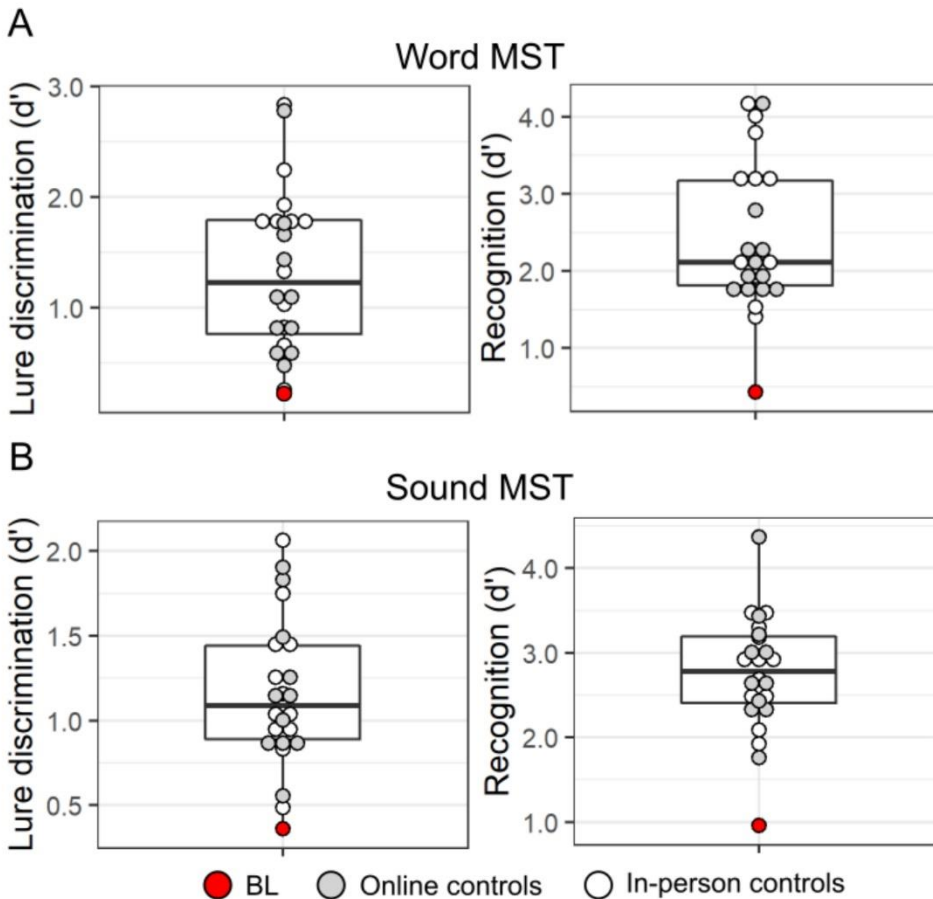 A
Word MST
Lure discrimination (d')
3.0
2.0
1.0
Recognition (d')
4.0
3.0
2.0
1.0
B
Sound MST
Lure discrimination (d')
2.0
1.5
1.0
0.5
Recognition (d')
4.0
3.0
2.0
1.0
BL Online controls In-person controls